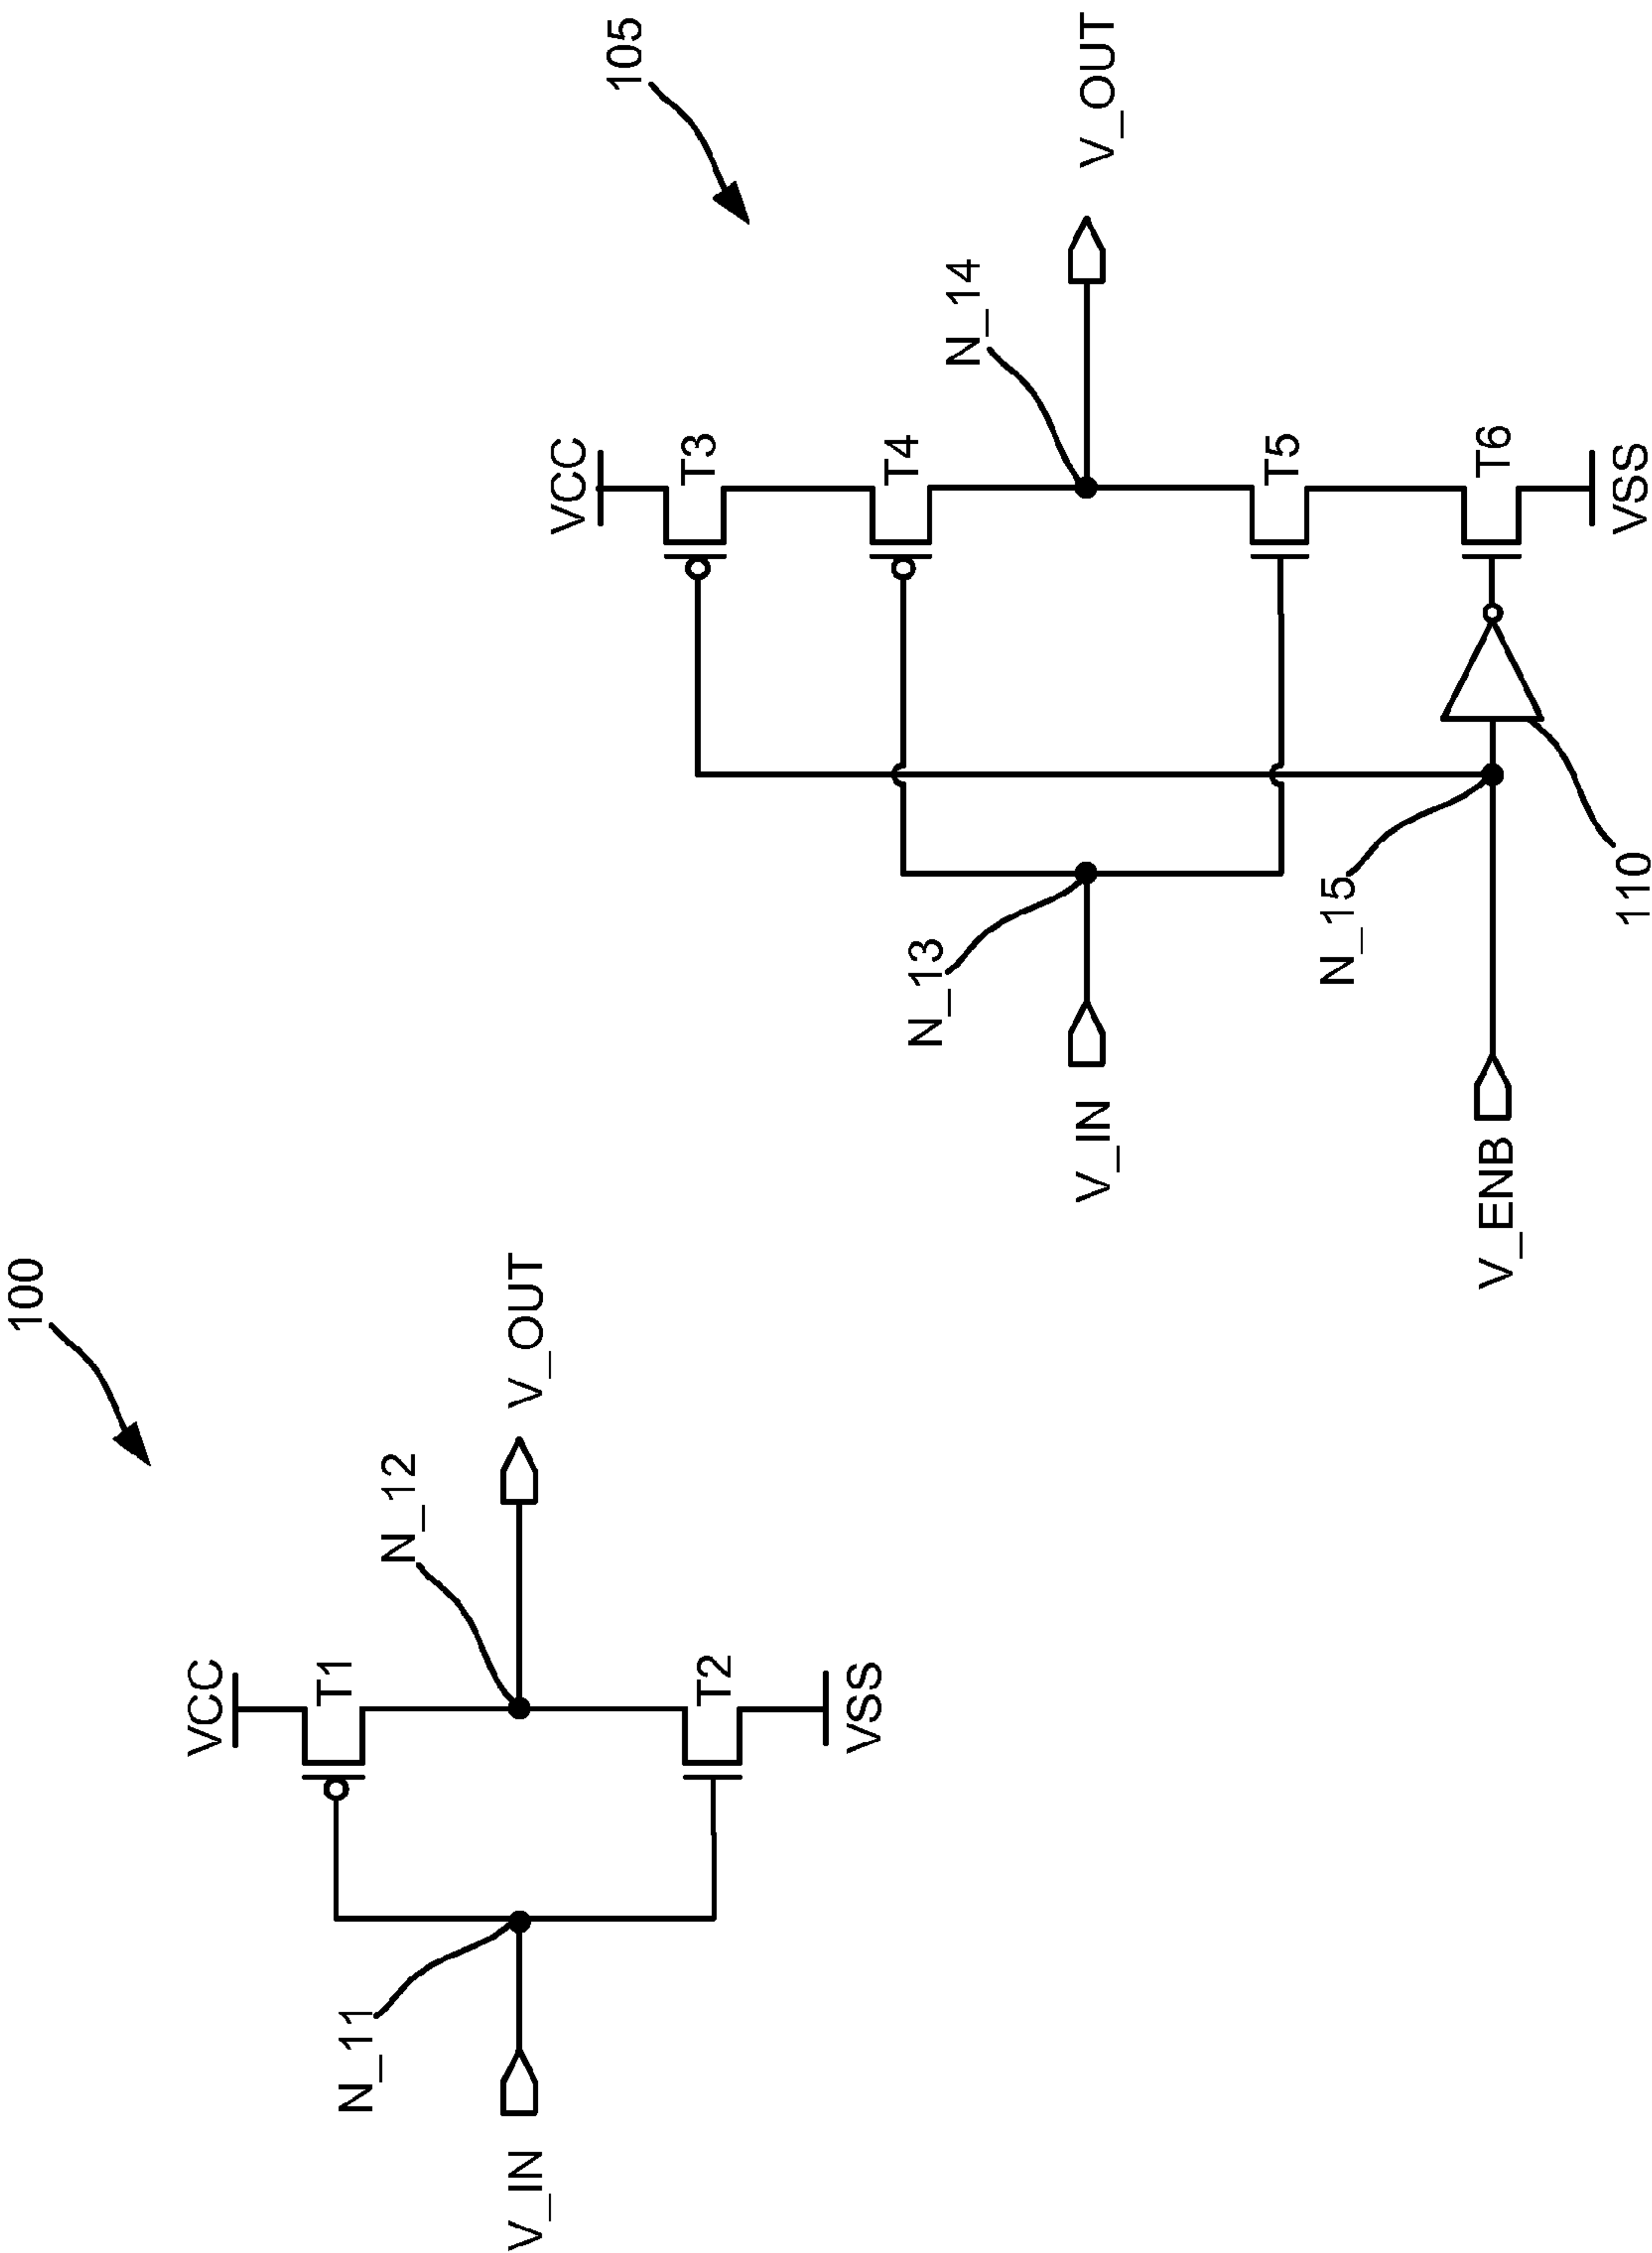 100
VCC
T1
N_12
V_OUT
N_11
V_IN
T2
VSS
105
VCC
T3
T4
N_14
V_OUT
N_13
V_IN
T5
N_15
T6
V_ENB
110
VSS